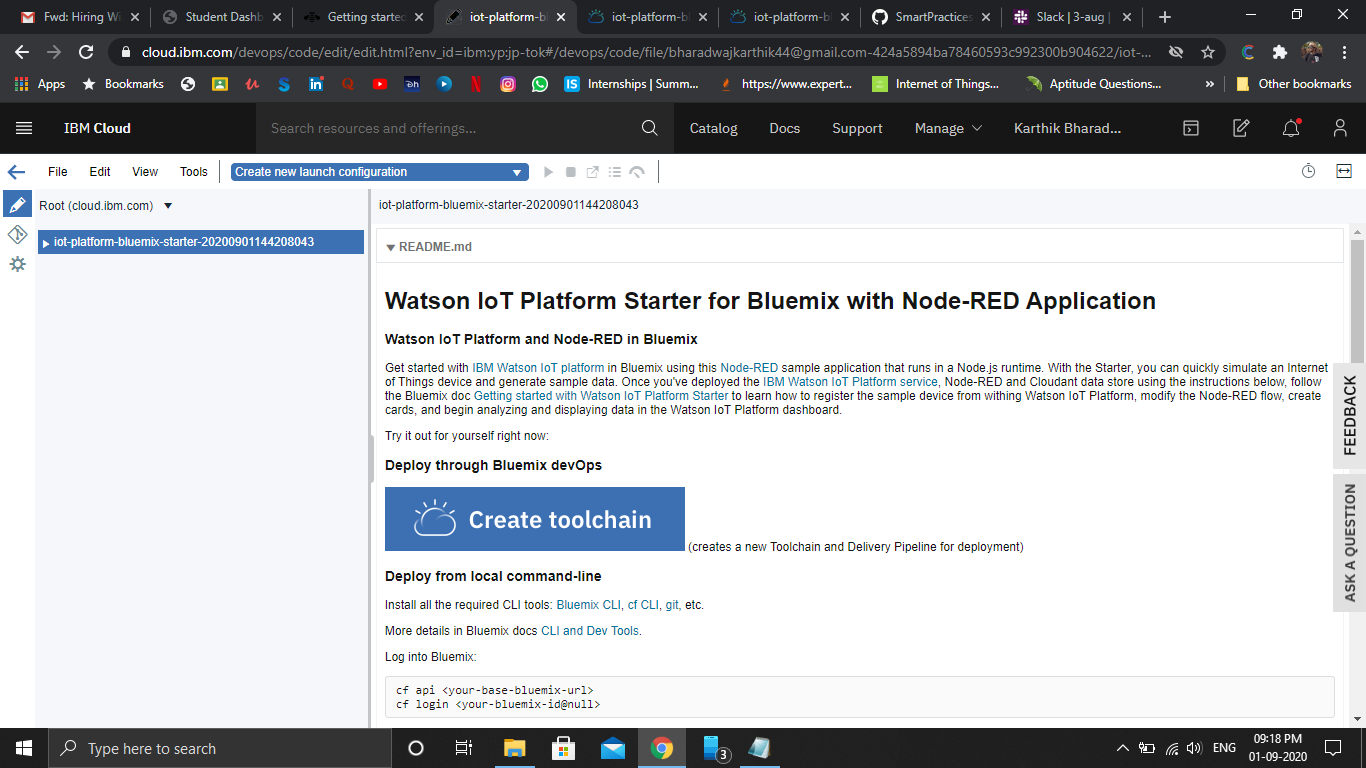 Fwd: Hiring Wi
Student Dashb
Getting started
iot-platform-bl
iot-platform-bl
iot-platform-bl
SmartPractices
Slack | 3-aug |
cloud.ibm.com/devops/code/edit/edit.html?env_id=ibm:yp:jp-tok#/devops/code/file/bharadwajkarthik44@gmail.com-424a5894ba78460593c992300b904622/iot-...
Apps
Bookmarks
Internships | Summ...
https://www.expert...
Internet of Things...
Aptitude Questions...
»
Other bookmarks
IBM Cloud
Search resources and offerings...
Catalog
Docs
Support
Manage
Karthik Bharad...
File
Edit
View
Tools
Create new launch configuration
Root (cloud.ibm.com)
iot-platform-bluemix-starter-20200901144208043
iot-platform-bluemix-starter-20200901144208043
README.md
Watson IoT Platform Starter for Bluemix with Node-RED Application
Watson IoT Platform and Node-RED in Bluemix
Get started with IBM Watson IoT platform in Bluemix using this Node-RED sample application that runs in a Node.js runtime. With the Starter, you can quickly simulate an Internet
of Things device and generate sample data. Once you've deployed the IBM Watson IoT Platform service, Node-RED and Cloudant data store using the instructions below, follow
the Bluemix doc Getting started with Watson IoT Platform Starter to learn how to register the sample device from withing Watson IoT Platform, modify the Node-RED flow, create
cards, and begin analyzing and displaying data in the Watson IoT Platform dashboard.
Try it out for yourself right now:
Deploy through Bluemix devOps
Create toolchain
(creates a new Toolchain and Delivery Pipeline for deployment)
Deploy from local command-line
Install all the required CLI tools: Bluemix CLI, cf CLI, git, etc.
More details in Bluemix docs CLI and Dev Tools.
Log into Bluemix:
cf api <your-base-bluemix-url>
cf login <your-bluemix-id@null>
FEEDBACK
ASK A QUESTION
Type here to search
3
ENG
09:18 PM
01-09-2020